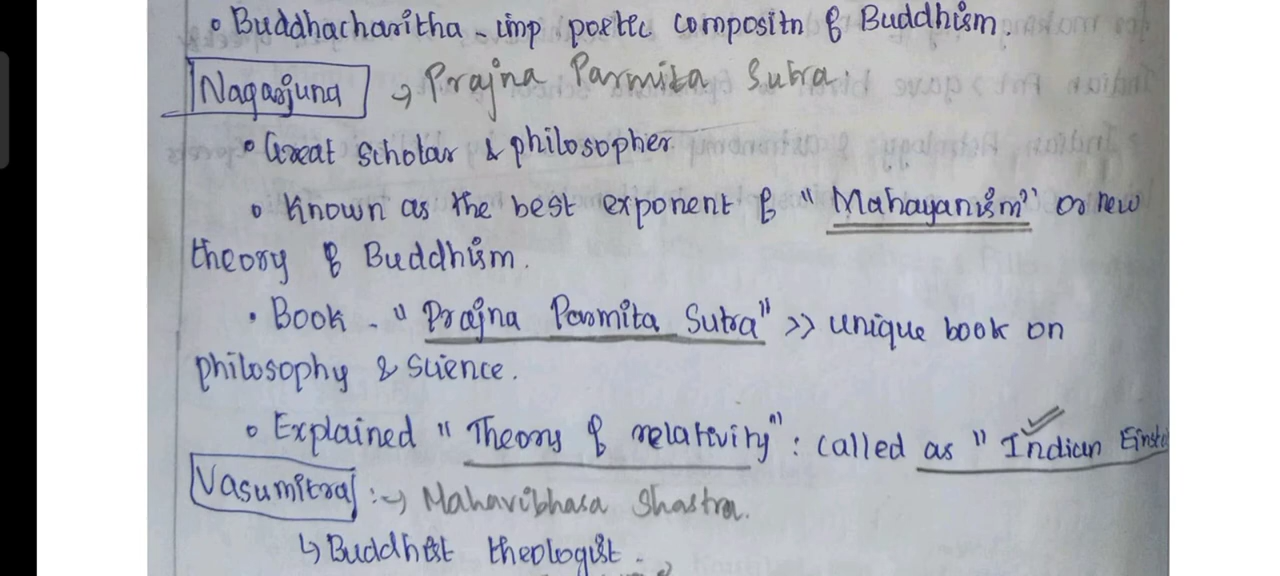 • Buddhacharitha - imp poetic compositn of Buddhism.
Nagarjuna → Prajna Parmita Sutra.
• Great Scholar & philosopher.
• Known as the best exponent of "Mahayanism" or new
theory of Buddhism.
• Book - "Prajna Parmita Sutra" >> unique book on
philosophy & Science.
• Explained "Theory of relativity": called as "Indian Einste
Vasumitra :→ Mahavibhasa Shastra.
↳ Buddhist theologist.